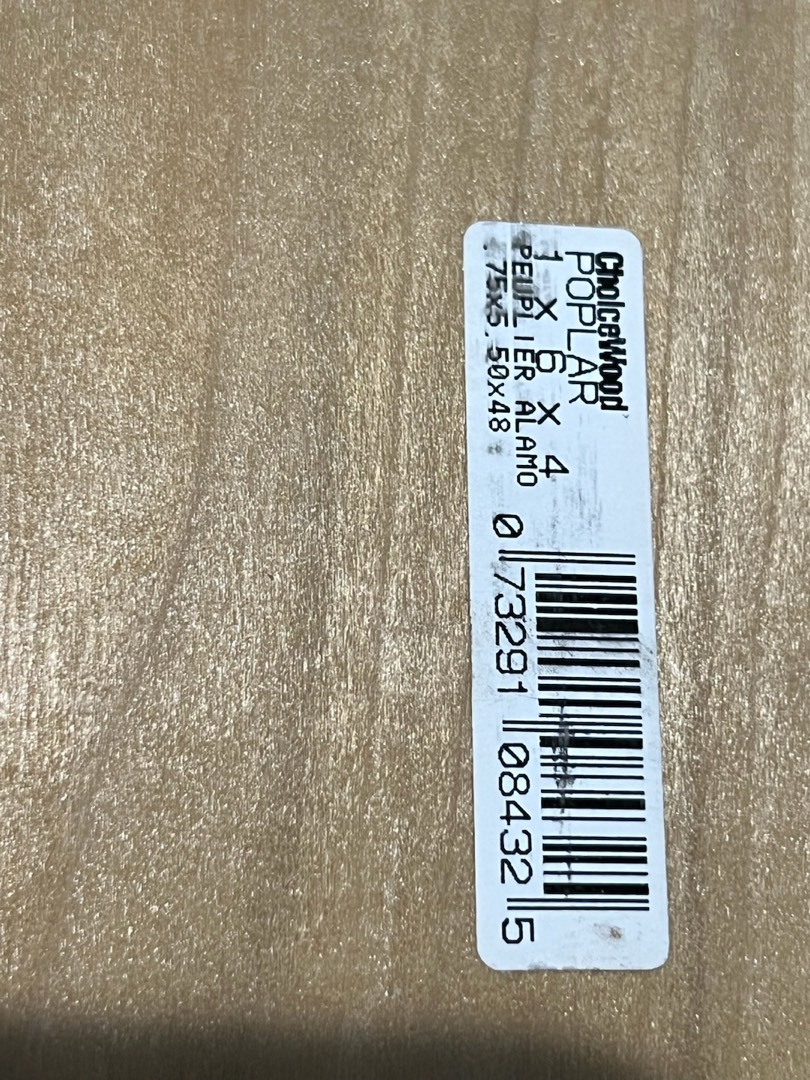 ChoiceWood
POPLAR
1 x 6 x 4
PEUPLIER ALAMO
.75x5.50x48
0 73291 08432 5